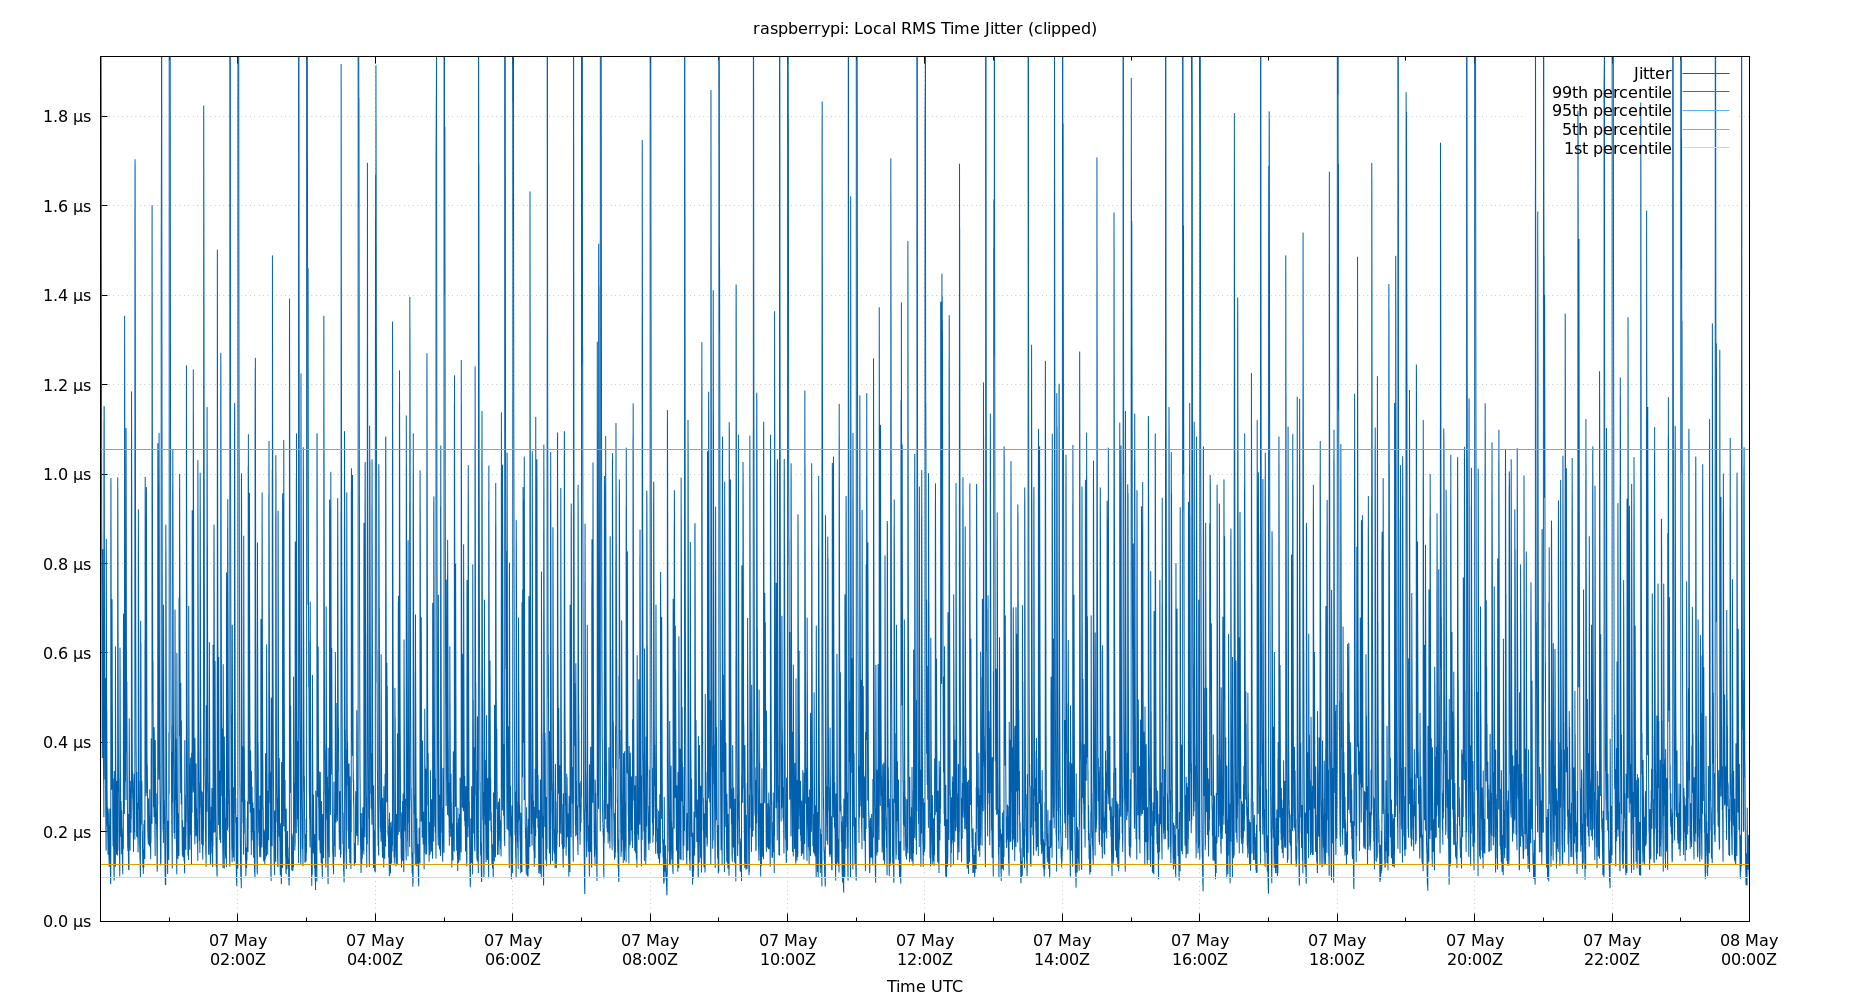 raspberrypi: Local RMS Time Jitter (clipped)
Jitter
99th percentile
95th percentile
5th percentile
1st percentile
1.8 μs
1.6 μs
1.4 μs
1.2 μs
1.0 μs
0.8 μs
0.6 μs
0.4 μs
0.2 μs
0.0 μs
07 May 07 May 07 May 07 May 07 May 07 May 07 May 07 May 07 May 07 May 07 May 08 May
02:00Z 04:00Z 06:00Z 08:00Z 10:00Z 12:00Z 14:00Z 16:00Z 18:00Z 20:00Z 22:00Z 00:00Z
Time UTC